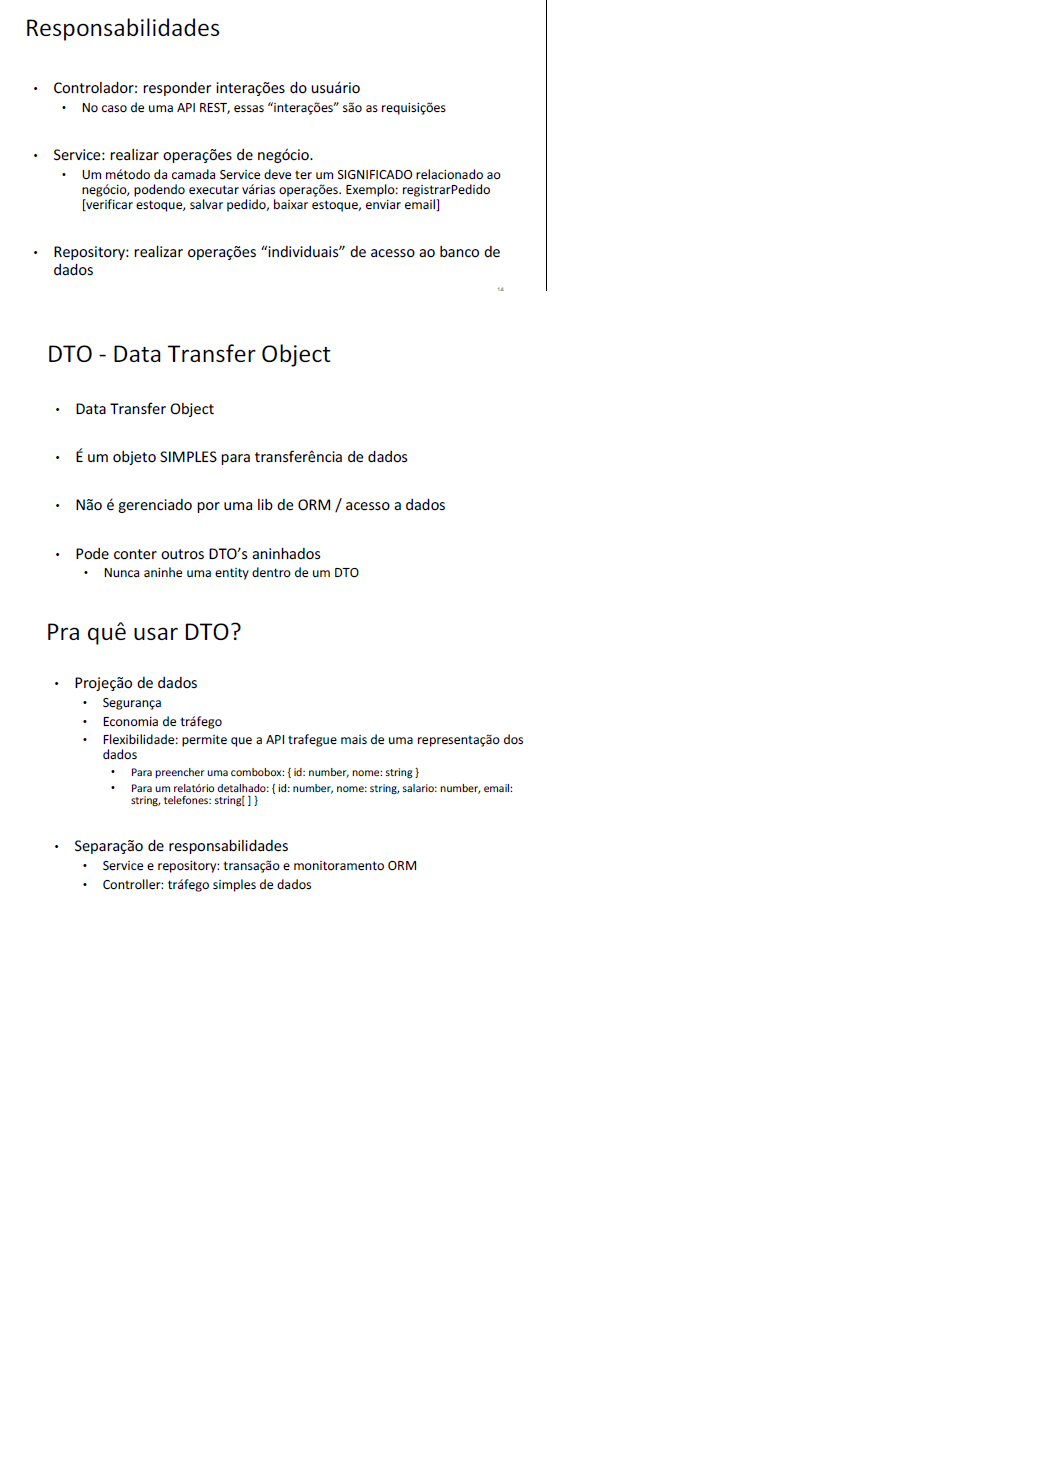 Responsabilidades
• Controlador: responder interações do usuário
• No caso de uma API REST, essas “interações” são as requisições
• Service: realizar operações de negócio.
• Um método da camada Service deve ter um SIGNIFICADO relacionado ao
negócio, podendo executar várias operações. Exemplo: registrarPedido
[verificar estoque, salvar pedido, baixar estoque, enviar email]
• Repository: realizar operações “individuais” de acesso ao banco de
dados
14
DTO - Data Transfer Object
• Data Transfer Object
• É um objeto SIMPLES para transferência de dados
• Não é gerenciado por uma lib de ORM / acesso a dados
• Pode conter outros DTO’s aninhados
• Nunca aninhe uma entity dentro de um DTO
Pra quê usar DTO?
• Projeção de dados
• Segurança
• Economia de tráfego
• Flexibilidade: permite que a API trafegue mais de uma representação dos
dados
• Para preencher uma combobox: { id: number, nome: string }
• Para um relatório detalhado: { id: number, nome: string, salario: number, email:
string, telefones: string[ ] }
• Separação de responsabilidades
• Service e repository: transação e monitoramento ORM
• Controller: tráfego simples de dados